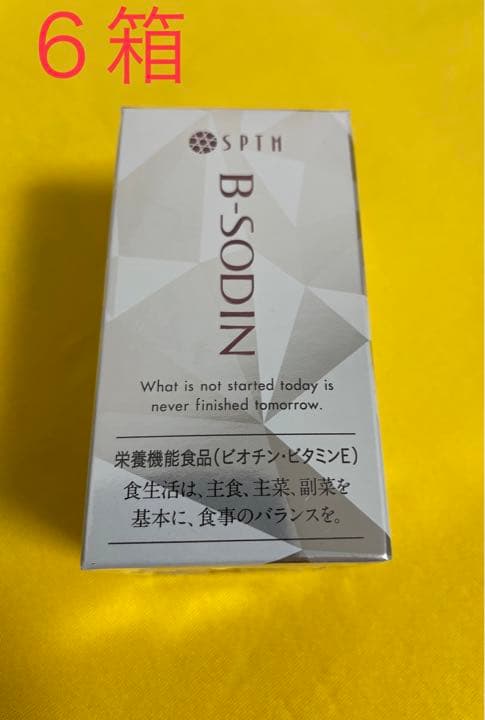 6箱
SPTM
B-SODIN
What is not started today is
never finished tomorrow.
栄養機能食品(ビオチン・ビタミンE)
食生活は、主食、主菜、副菜を
基本に、食事のバランスを。